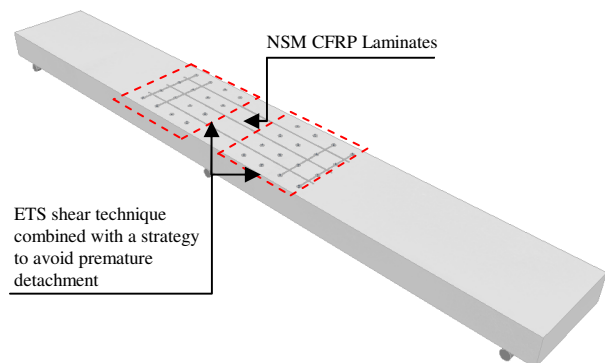 NSM CFRP Laminates
ETS shear technique
combined with a strategy
to avoid premature
detachment